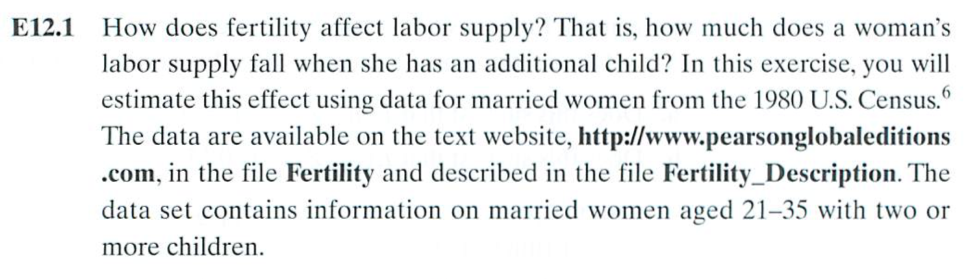 E12.1 How does fertility affect labor supply? That is, how much does a woman's
labor supply fall when she has an additional child? In this exercise, you will
estimate this effect using data for married women from the 1980 U.S. Census.6
The data are available on the text website, http://www.pearsonglobaleditions
.com, in the file Fertility and described in the file Fertility_Description. The
data set contains information on married women aged 21–35 with two or
more children.